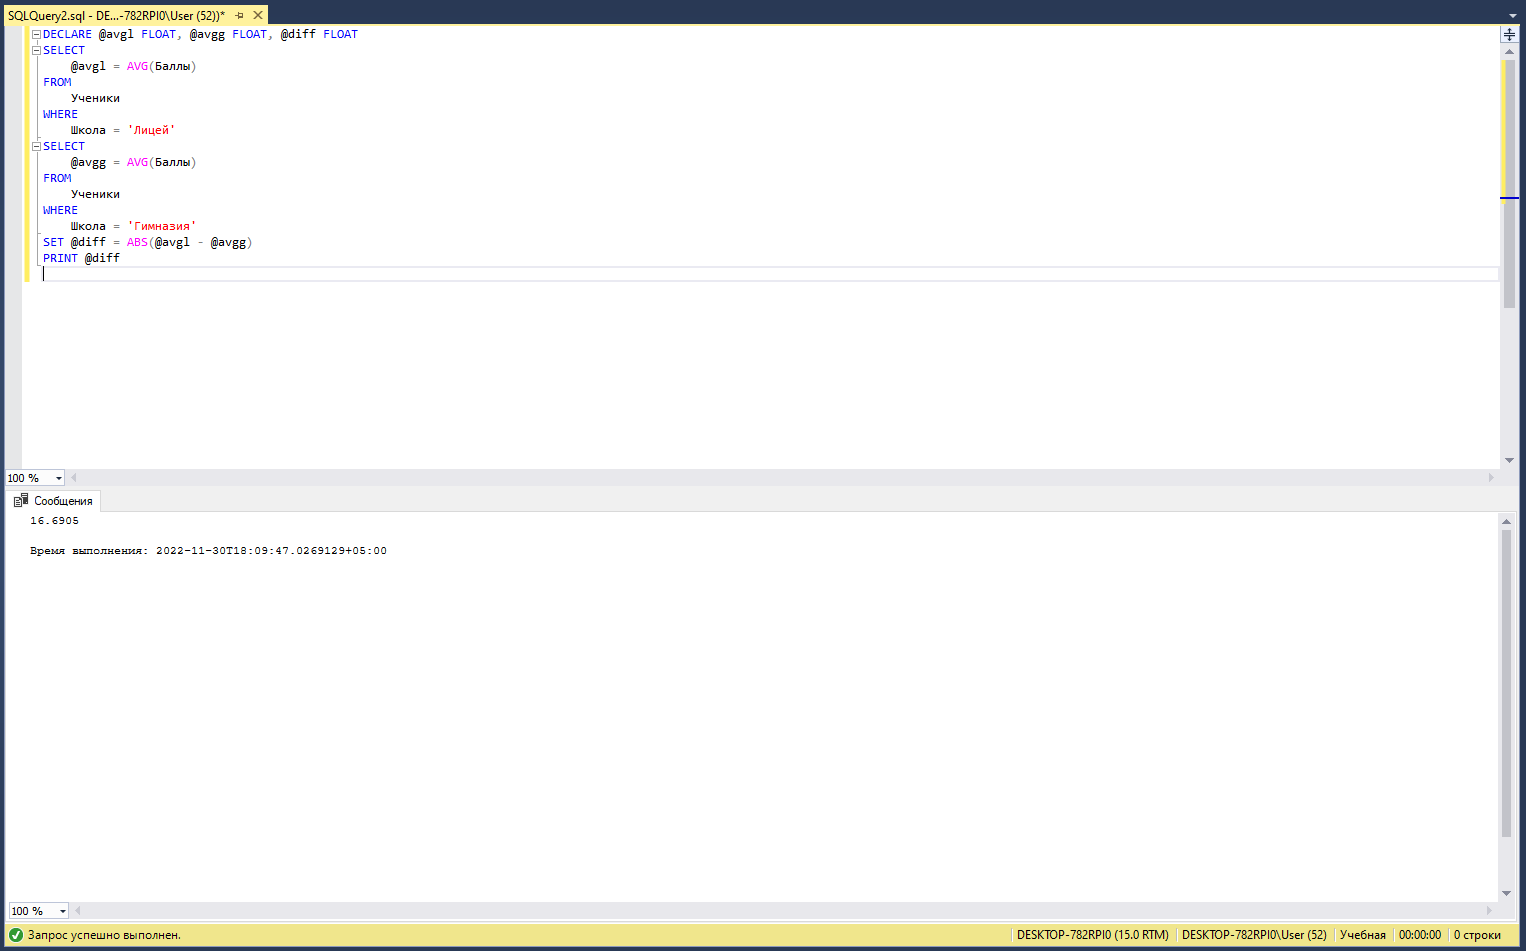 SQLQuery2.sql - DE...-782RPI0\User (52))*
DECLARE @avgl FLOAT, @avgg FLOAT, @diff FLOAT
SELECT
@avgl = AVG(Баллы)
FROM
Ученики
WHERE
Школа = 'Лицей'
SELECT
@avgg = AVG(Баллы)
FROM
Ученики
WHERE
Школа = 'Гимназия'
SET @diff = ABS(@avgl - @avgg)
PRINT @diff
100 %
Сообщения
16.6905
Время выполнения: 2022-11-30T18:09:47.0269129+05:00
100 %
Запрос успешно выполнен. DESKTOP-782RPI0 (15.0 RTM) DESKTOP-782RPI0\User (52) Учебная 00:00:00 0 строки